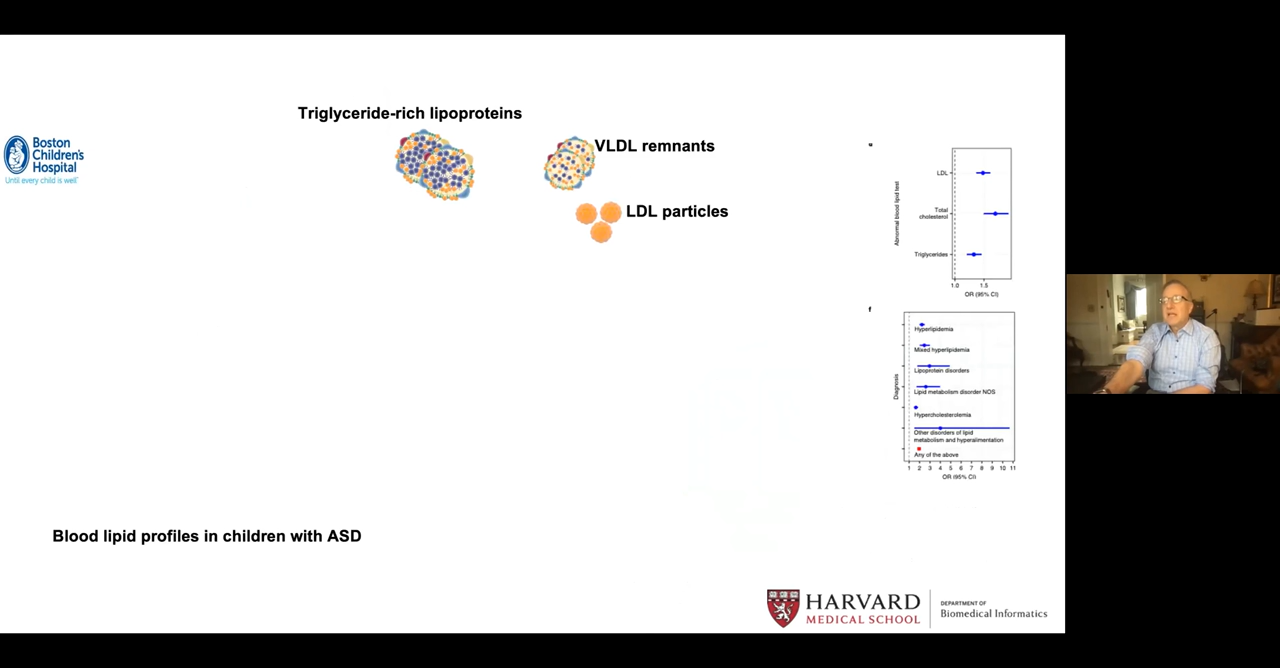 Triglyceride-rich lipoproteins
Boston
Children's
Hospital
Until every child is well
VLDL remnants
LDL particles
e
Abnormal blood lipid test
LDL
Total
cholesterol
Triglycerides
1.0 1.5
OR (95% CI)
f
Diagnosis
Hyperlipidemia
Mixed hyperlipidemia
Lipoprotein disorders
Lipid metabolism disorder NOS
Hypercholesterolemia
Other disorders of lipid
metabolism and hyperalimentation
Any of the above
1 2 3 4 5 6 7 8 9 10 11
OR (95% CI)
Blood lipid profiles in children with ASD
HARVARD
MEDICAL SCHOOL
DEPARTMENT OF
Biomedical Informatics